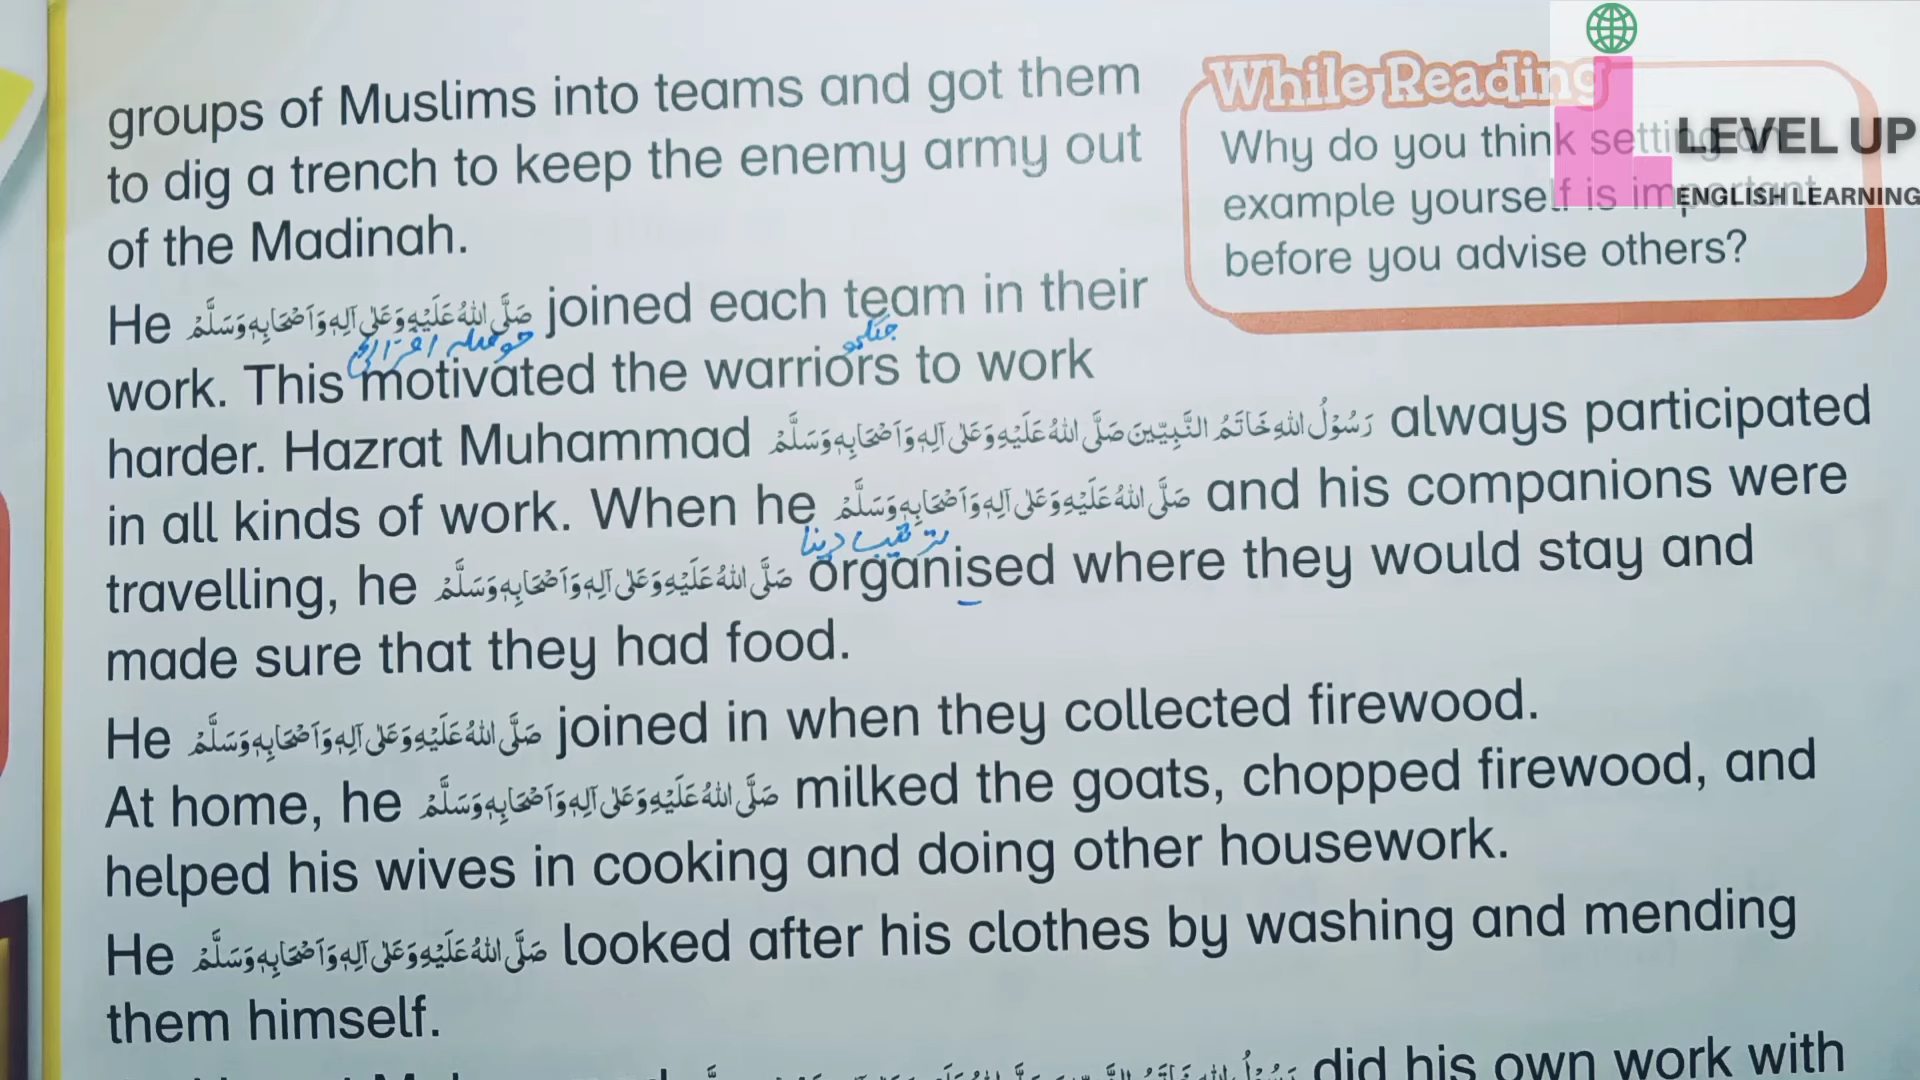 groups of Muslims into teams and got them
to dig a trench to keep the enemy army out
of the Madinah.
He صَلَّى اللهُ عَلَيْهِ وَعَلٰى آلِهٖ وَاَصْحَابِهٖ وَسَلَّمَ joined each team in their
حوصلہ افزائی جنگجو
work. This motivated the warriors to work
harder. Hazrat Muhammad رَسُوْلُ اللهِ خَاتَمُ النَّبِيّٖنَ صَلَّى اللهُ عَلَيْهِ وَعَلٰى آلِهٖ وَاَصْحَابِهٖ وَسَلَّمَ always participated
in all kinds of work. When he صَلَّى اللهُ عَلَيْهِ وَعَلٰى آلِهٖ وَاَصْحَابِهٖ وَسَلَّمَ and his companions were
دینا
travelling, he صَلَّى اللهُ عَلَيْهِ وَعَلٰى آلِهٖ وَاَصْحَابِهٖ وَسَلَّمَ organised where they would stay and
made sure that they had food.
He صَلَّى اللهُ عَلَيْهِ وَعَلٰى آلِهٖ وَاَصْحَابِهٖ وَسَلَّمَ joined in when they collected firewood.
At home, he صَلَّى اللهُ عَلَيْهِ وَعَلٰى آلِهٖ وَاَصْحَابِهٖ وَسَلَّمَ milked the goats, chopped firewood, and
helped his wives in cooking and doing other housework.
He صَلَّى اللهُ عَلَيْهِ وَعَلٰى آلِهٖ وَاَصْحَابِهٖ وَسَلَّمَ looked after his clothes by washing and mending
them himself.
did his own work with
While Reading
Why do you think setting an
example yourself is important
before you advise others?
LEVEL UP
ENGLISH LEARNING